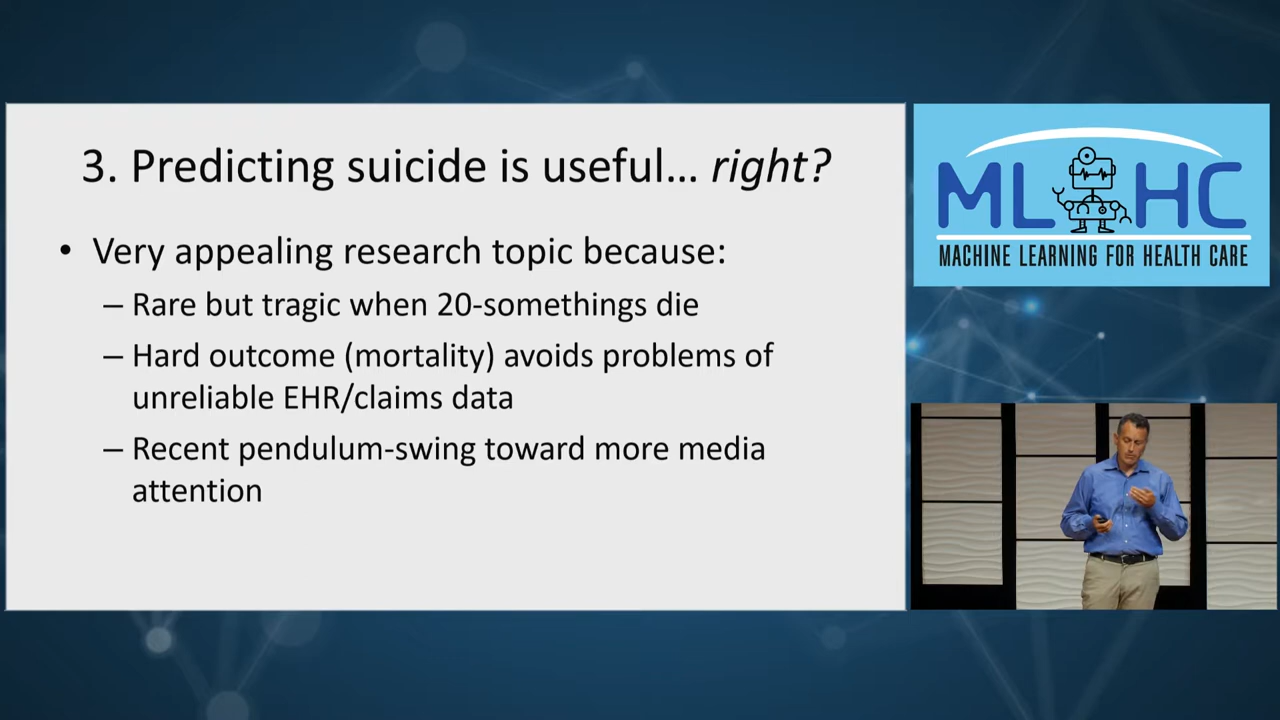 3. Predicting suicide is useful... right?
• Very appealing research topic because:
– Rare but tragic when 20-somethings die
– Hard outcome (mortality) avoids problems of
unreliable EHR/claims data
– Recent pendulum-swing toward more media
attention
ML HC
MACHINE LEARNING FOR HEALTH CARE